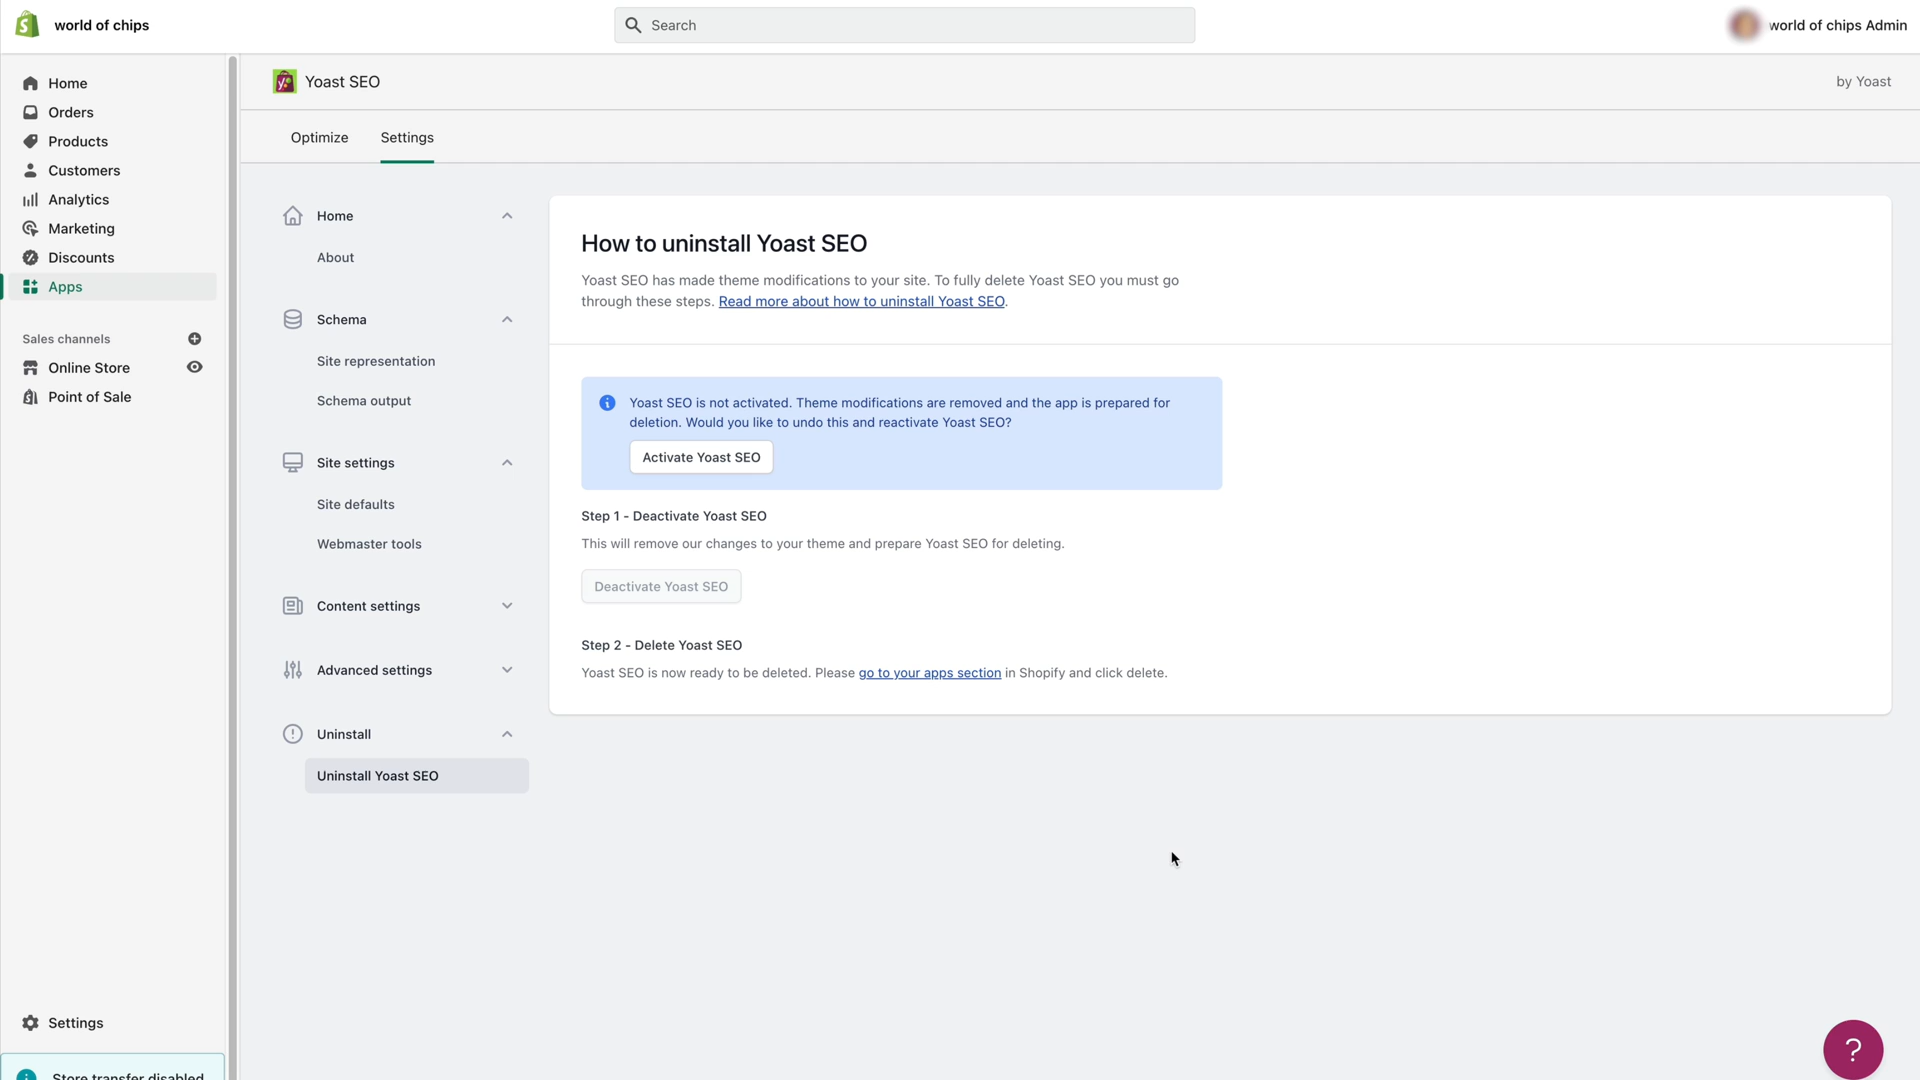 world of chips
Search
world of chips Admin
Home
Orders
Products
Customers
Analytics
Marketing
Discounts
Apps
Sales channels
Online Store
Point of Sale
Settings
Store transfer disabled
Yoast SEO
by Yoast
Optimize
Settings
Home
About
Schema
Site representation
Schema output
Site settings
Site defaults
Webmaster tools
Content settings
Advanced settings
Uninstall
Uninstall Yoast SEO
How to uninstall Yoast SEO
Yoast SEO has made theme modifications to your site. To fully delete Yoast SEO you must go
through these steps. Read more about how to uninstall Yoast SEO.
Yoast SEO is not activated. Theme modifications are removed and the app is prepared for
deletion. Would you like to undo this and reactivate Yoast SEO?
Activate Yoast SEO
Step 1 - Deactivate Yoast SEO
This will remove our changes to your theme and prepare Yoast SEO for deleting.
Deactivate Yoast SEO
Step 2 - Delete Yoast SEO
Yoast SEO is now ready to be deleted. Please go to your apps section in Shopify and click delete.
?